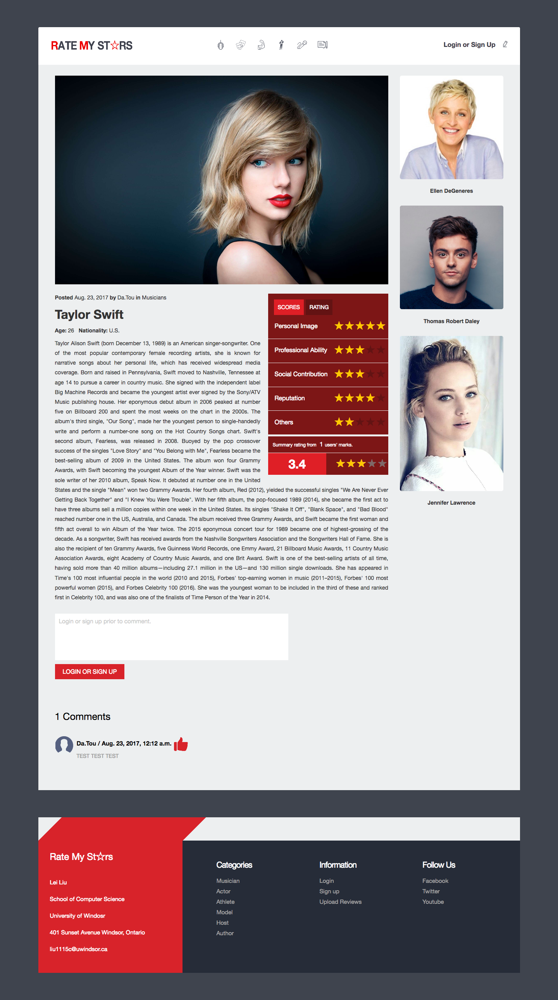 RATE MY ST☆RS
Login or Sign Up
Ellen DeGeneres
Thomas Robert Daley
Jennifer Lawrence
Posted Aug. 23, 2017 by Da.Tou in Musicians
Taylor Swift
Age: 26 Nationality: U.S.
SCORES RATING
Personal Image
Professional Ability
Social Contribution
Reputation
Others
Summary rating from 1 users' marks.
3.4
Taylor Alison Swift (born December 13, 1989) is an American singer-songwriter. One
of the most popular contemporary female recording artists, she is known for
narrative songs about her personal life, which has received widespread media
coverage. Born and raised in Pennsylvania, Swift moved to Nashville, Tennessee at
age 14 to pursue a career in country music. She signed with the independent label
Big Machine Records and became the youngest artist ever signed by the Sony/ATV
Music publishing house. Her eponymous debut album in 2006 peaked at number
five on Billboard 200 and spent the most weeks on the chart in the 2000s. The
album's third single, "Our Song", made her the youngest person to single-handedly
write and perform a number-one song on the Hot Country Songs chart. Swift's
second album, Fearless, was released in 2008. Buoyed by the pop crossover
success of the singles "Love Story" and "You Belong with Me", Fearless became the
best-selling album of 2009 in the United States. The album won four Grammy
Awards, with Swift becoming the youngest Album of the Year winner. Swift was the
sole writer of her 2010 album, Speak Now. It debuted at number one in the United
States and the single "Mean" won two Grammy Awards. Her fourth album, Red (2012), yielded the successful singles "We Are Never Ever
Getting Back Together" and "I Knew You Were Trouble". With her fifth album, the pop-focused 1989 (2014), she became the first act to
have three albums sell a million copies within one week in the United States. Its singles "Shake It Off", "Blank Space", and "Bad Blood"
reached number one in the US, Australia, and Canada. The album received three Grammy Awards, and Swift became the first woman and
fifth act overall to win Album of the Year twice. The 2015 eponymous concert tour for 1989 became one of highest-grossing of the
decade. As a songwriter, Swift has received awards from the Nashville Songwriters Association and the Songwriters Hall of Fame. She is
also the recipient of ten Grammy Awards, five Guinness World Records, one Emmy Award, 21 Billboard Music Awards, 11 Country Music
Association Awards, eight Academy of Country Music Awards, and one Brit Award. Swift is one of the best-selling artists of all time,
having sold more than 40 million albums—including 27.1 million in the US—and 130 million single downloads. She has appeared in
Time's 100 most influential people in the world (2010 and 2015), Forbes' top-earning women in music (2011–2015), Forbes' 100 most
powerful women (2015), and Forbes Celebrity 100 (2016). She was the youngest woman to be included in the third of these and ranked
first in Celebrity 100, and was also one of the finalists of Time Person of the Year in 2014.
Login or sign up prior to comment.
LOGIN OR SIGN UP
1 Comments
Da.Tou / Aug. 23, 2017, 12:12 a.m.
TEST TEST TEST
Rate My St☆rs
Lei Liu
School of Computer Science
University of Windosr
401 Sunset Avenue Windsor, Ontario
liu1115c@uwindsor.ca
Categories
Musician
Actor
Athlete
Model
Host
Author
Information
Login
Sign up
Upload Reviews
Follow Us
Facebook
Twitter
Youtube